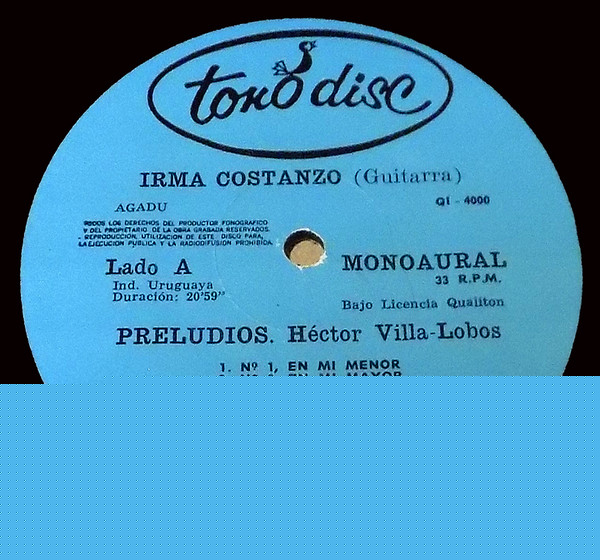 tonodisc
IRMA COSTANZO (Guitarra)
AGADU
QI - 4000
TODOS LOS DERECHOS DEL PRODUCTOR FONOGRAFICO
Y DEL PROPIETARIO DE LA OBRA GRABADA RESERVADOS.
- REPRODUCCION, UTILIZACION DE ESTE DISCO PARA,
LA EJECUCION PUBLICA Y LA RADIODIFUSION PROHIBIDA.
Lado A
MONOAURAL
Ind. Uruguaya
33 R.P.M.
Duración: 20'59"
Bajo Licencia Qualiton
PRELUDIOS. Héctor Villa-Lobos
1. Nº 1, EN MI MENOR